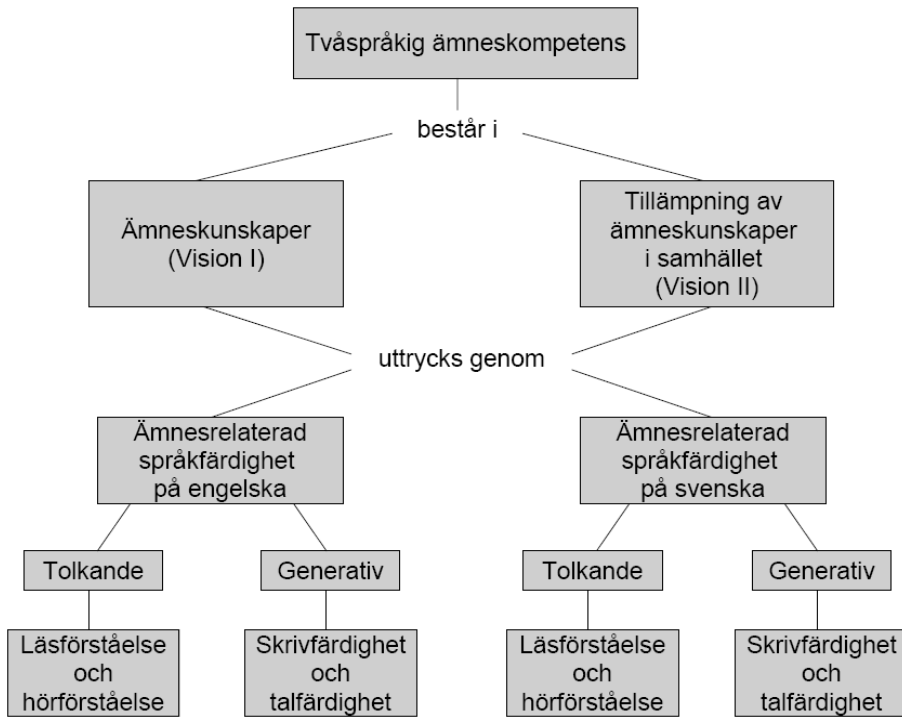 Tvåspråkig ämneskompetens
består i
Ämneskunskaper
(Vision I)
Tillämpning av
ämneskunskaper
i samhället
(Vision II)
uttrycks genom
Ämnesrelaterad
språkfärdighet
på engelska
Ämnesrelaterad
språkfärdighet
på svenska
Tolkande
Generativ
Tolkande
Generativ
Läsförståelse
och
hörförståelse
Skrivfärdighet
och
talfärdighet
Läsförståelse
och
hörförståelse
Skrivfärdighet
och
talfärdighet